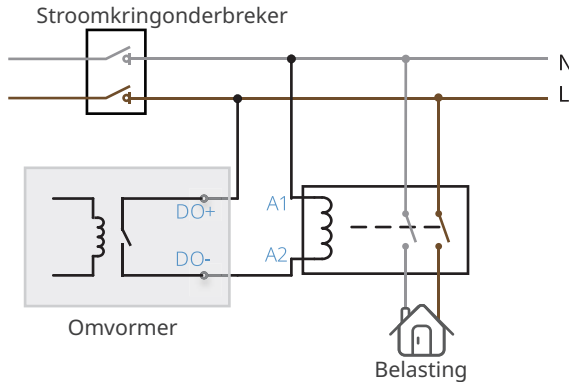 Stroomkringonderbreker
N
L
DO+
A1
DO-
A2
Omvormer
Belasting